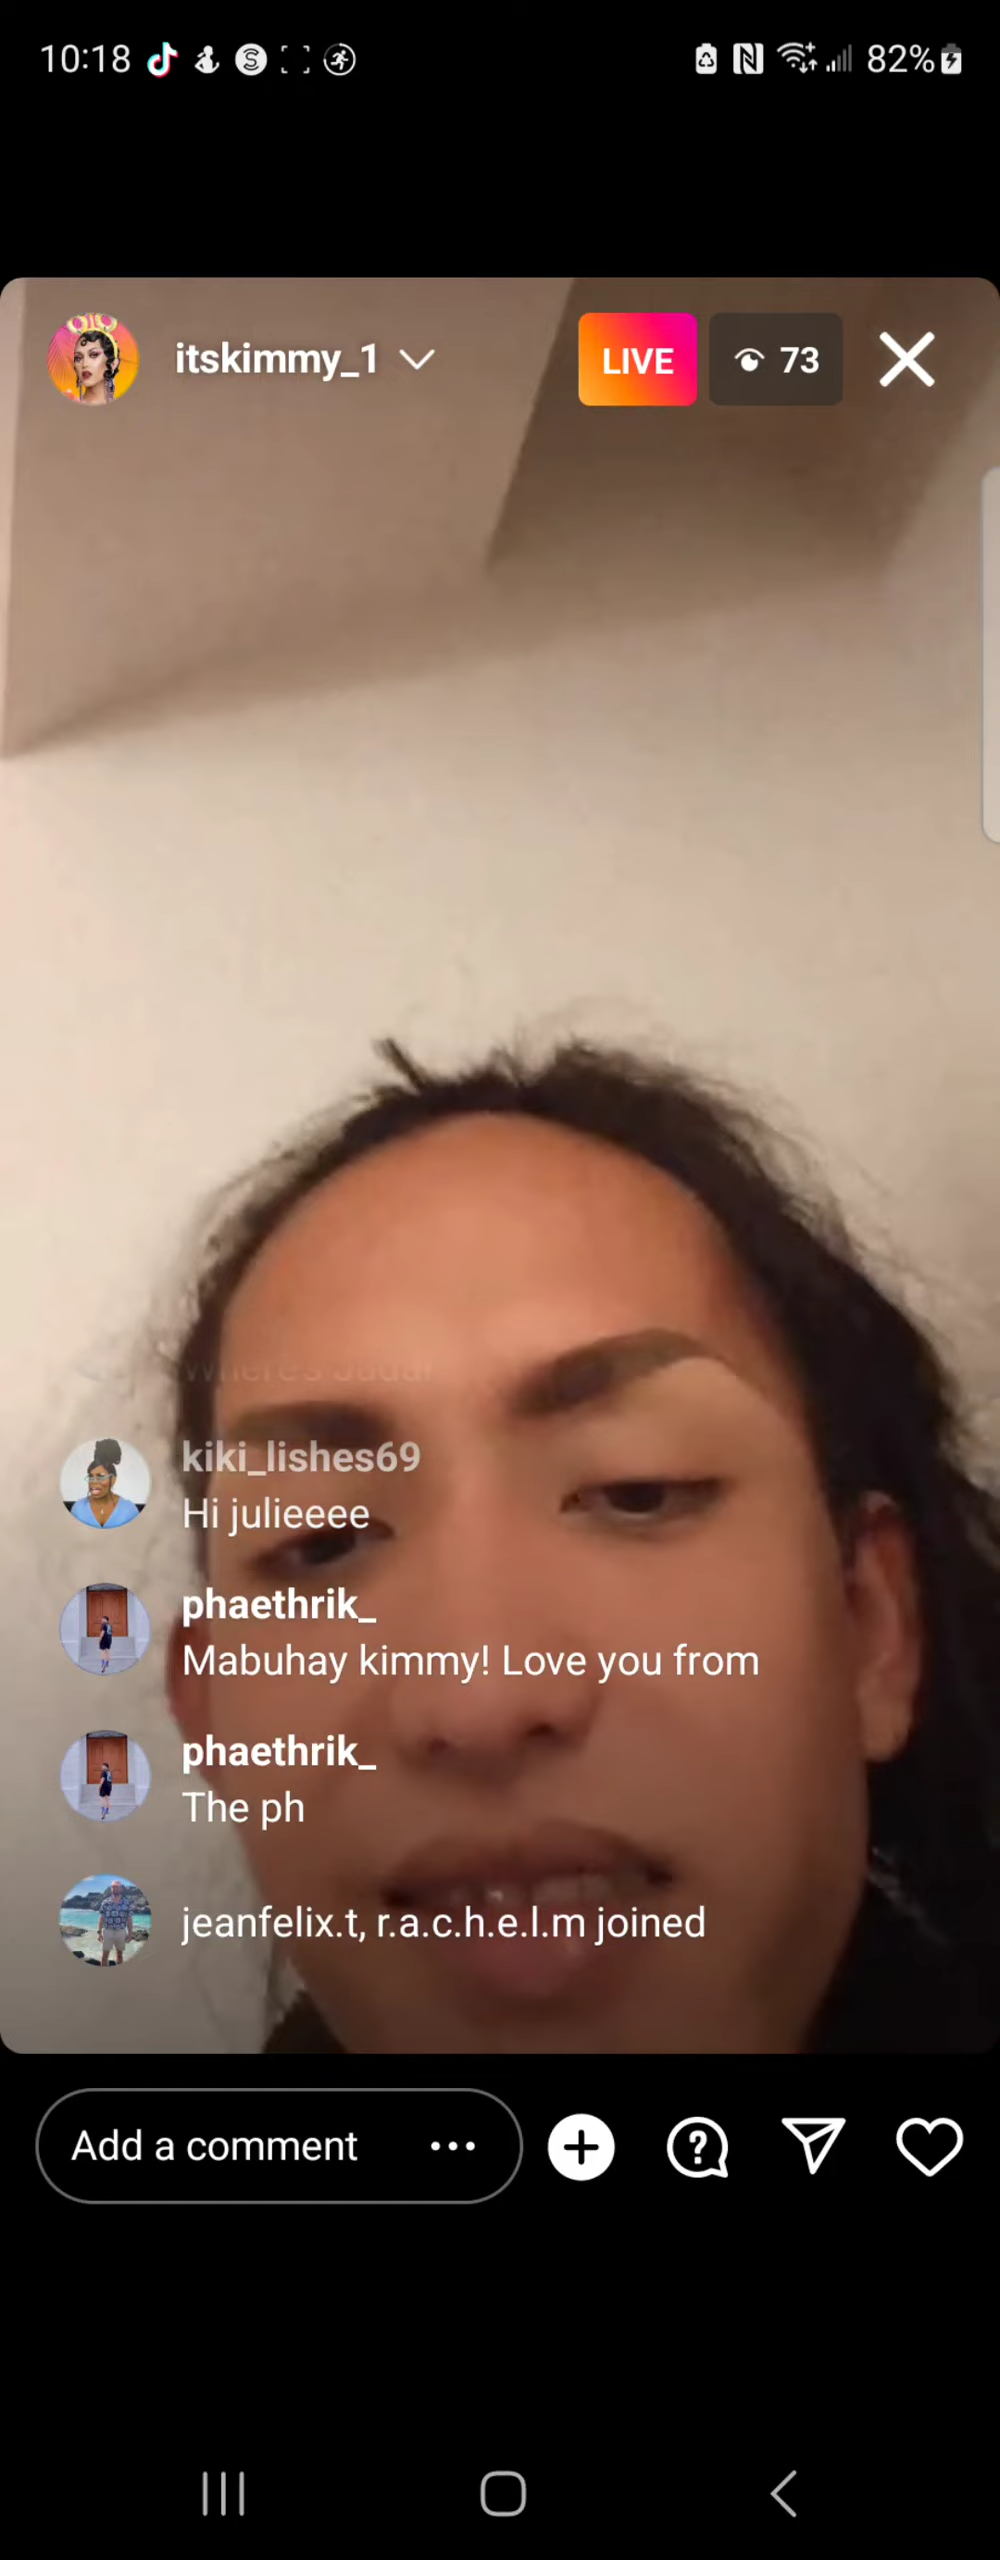 10:18
82%
itskimmy_1
LIVE
73
Where's
kiki_lishes69
Hi julieeee
phaethrik_
Mabuhay kimmy! Love you from
phaethrik_
The ph
jeanfelix.t, r.a.c.h.e.l.m joined
Add a comment